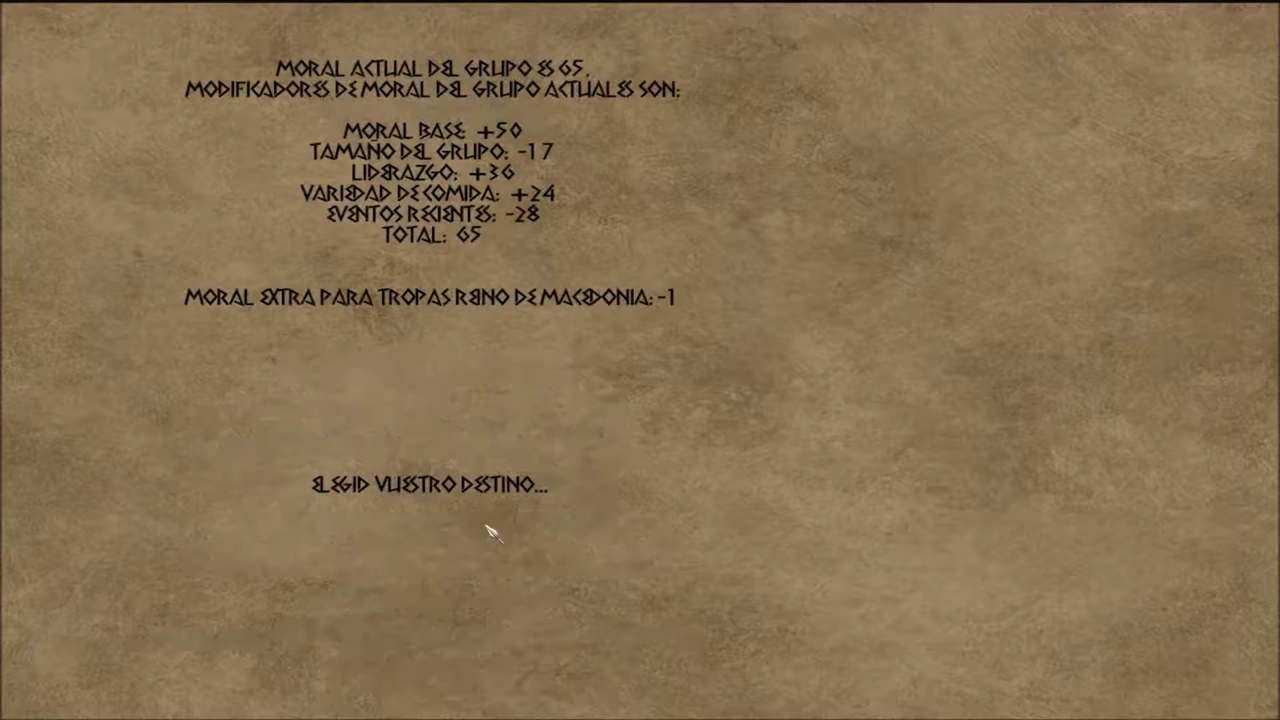 MORAL ACTUAL DEL GRUPO ES 65.
MODIFICADORES DE MORAL DEL GRUPO ACTUALES SON:
MORAL BASE: +50
TAMAÑO DEL GRUPO: -17
LIDERAZGO: +36
VARIEDAD DE COMIDA: +24
EVENTOS RECIENTES: -28
TOTAL: 65
MORAL EXTRA PARA TROPAS REINO DE MACEDONIA: -1
ELEGID VUESTRO DESTINO...